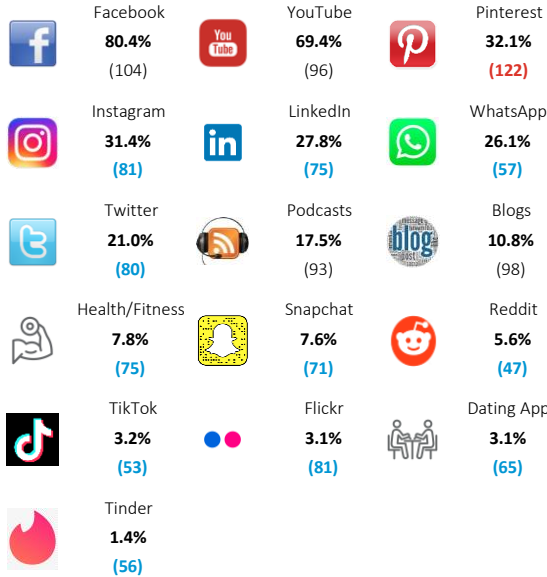 Facebook YouTube Pinterest
f You Tube 80.4% 69.4% 32.1%
(104) (96) (122)
Instagram LinkedIn WhatsApp
in 31.4% 27.8% 26.1%
(81) (75) (57)
Twitter Podcasts Blogs
t 21.0% 17.5% blog 10.8%
post
(80) (93) (98)
Health/Fitness Snapchat Reddit
7.8% 7.6% 5.6%
(75) (71) (47)
TikTok Flickr Dating App
3.2% 3.1% 3.1%
(53) (81) (65)
Tinder
1.4%
(56)